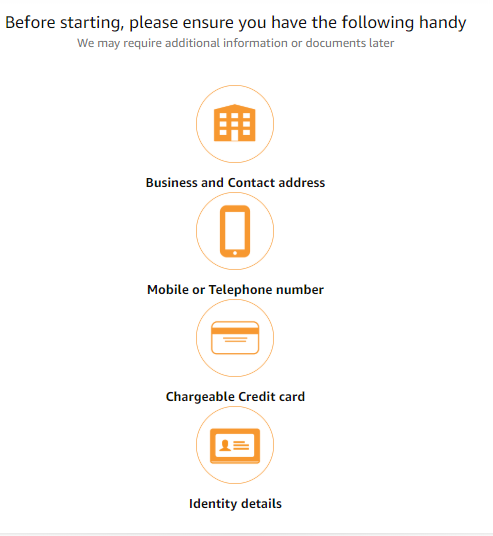 Before starting, please ensure you have the following handy
We may require additional information or documents later
Business and Contact address
Mobile or Telephone number
Chargeable Credit card
Identity details